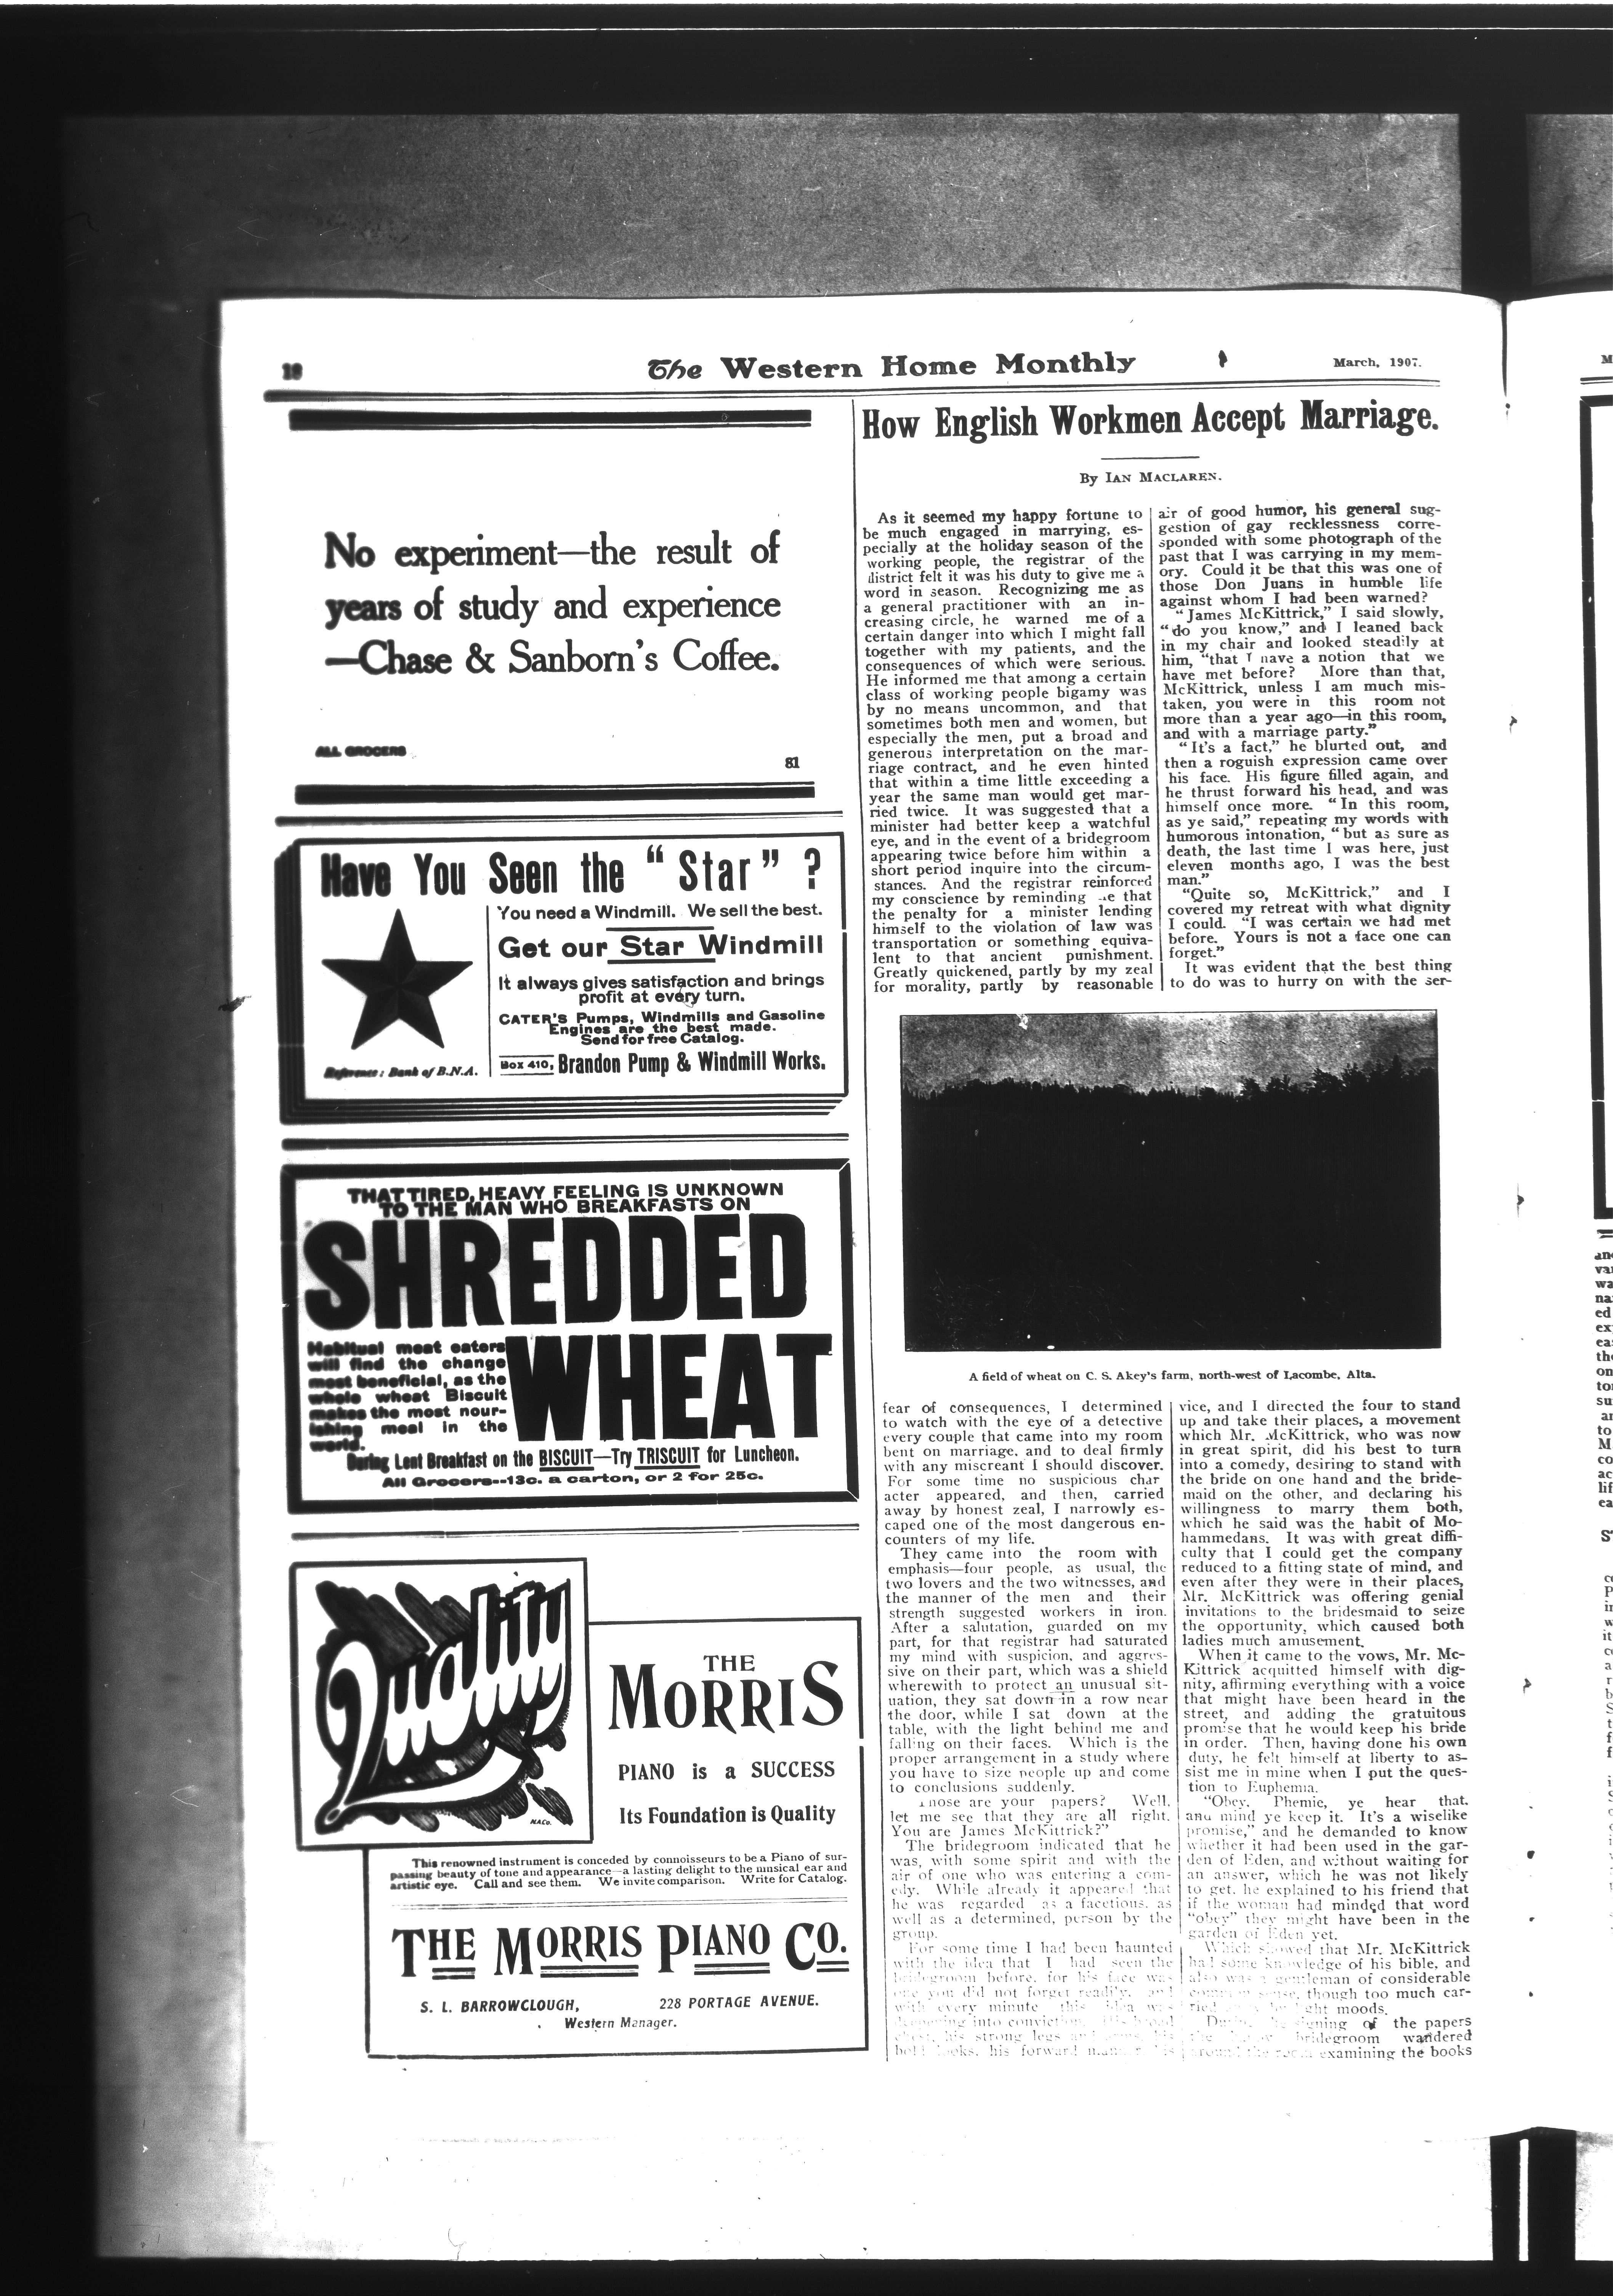 The Western Home Monthly
March, 1907.
No experiment—the result of
years of study and experience
—Chase & Sanborn's Coffee.
ALL GROCERS
81
Have You Seen the "Star" ?
You need a Windmill. We sell the best.
Get our Star Windmill
It always gives satisfaction and brings
profit at every turn.
CATER'S Pumps, Windmills and Gasoline
Engines are the best made.
Send for free Catalog.
Reference: Bank of B.N.A.
Box 410, Brandon Pump & Windmill Works.
THAT TIRED, HEAVY FEELING IS UNKNOWN
TO THE MAN WHO BREAKFASTS ON
SHREDDED
WHEAT
Habitual meat eaters
will find the change
most beneficial, as the
whole wheat Biscuit
makes the most nour-
ishing meal in the
world.
During Lent Breakfast on the BISCUIT—Try TRISCUIT for Luncheon.
All Grocers--13c. a carton, or 2 for 25c.
Quality
THE
MORRIS
PIANO is a SUCCESS
Its Foundation is Quality
This renowned instrument is conceded by connoisseurs to be a Piano of sur-
passing beauty of tone and appearance—a lasting delight to the musical ear and
artistic eye. Call and see them. We invite comparison. Write for Catalog.
THE MORRIS PIANO CO.
S. L. BARROWCLOUGH, 228 PORTAGE AVENUE.
Western Manager.
How English Workmen Accept Marriage.
By IAN MACLAREN.
As it seemed my happy fortune to
be much engaged in marrying, es-
pecially at the holiday season of the
working people, the registrar of the
district felt it was his duty to give me a
word in season. Recognizing me as
a general practitioner with an in-
creasing circle, he warned me of a
certain danger into which I might fall
together with my patients, and the
consequences of which were serious.
He informed me that among a certain
class of working people bigamy was
by no means uncommon, and that
sometimes both men and women, but
especially the men, put a broad and
generous interpretation on the mar-
riage contract, and he even hinted
that within a time little exceeding a
year the same man would get mar-
ried twice. It was suggested that a
minister had better keep a watchful
eye, and in the event of a bridegroom
appearing twice before him within a
short period inquire into the circum-
stances. And the registrar reinforced
my conscience by reminding me that
the penalty for a minister lending
himself to the violation of law was
transportation or something equiva-
lent to that ancient punishment.
Greatly quickened, partly by my zeal
for morality, partly by reasonable
air of good humor, his general sug-
gestion of gay recklessness corre-
sponded with some photograph of the
past that I was carrying in my mem-
ory. Could it be that this was one of
those Don Juans in humble life
against whom I had been warned?
"James McKittrick," I said slowly,
"do you know," and I leaned back
in my chair and looked steadily at
him, "that I have a notion that we
have met before? More than that,
McKittrick, unless I am much mis-
taken, you were in this room not
more than a year ago—in this room,
and with a marriage party."
"It's a fact," he blurted out, and
then a roguish expression came over
his face. His figure filled again, and
he thrust forward his head, and was
himself once more. "In this room,
as ye said," repeating my words with
humorous intonation, "but as sure as
death, the last time I was here, just
eleven months ago, I was the best
man."
"Quite so, McKittrick," and I
covered my retreat with what dignity
I could. "I was certain we had met
before. Yours is not a face one can
forget."
It was evident that the best thing
to do was to hurry on with the ser-
A field of wheat on C. S. Akey's farm, north-west of Lacombe, Alta.
fear of consequences, I determined
to watch with the eye of a detective
every couple that came into my room
bent on marriage, and to deal firmly
with any miscreant I should discover.
For some time no suspicious char
acter appeared, and then, carried
away by honest zeal, I narrowly es-
caped one of the most dangerous en-
counters of my life.
They came into the room with
emphasis—four people, as usual, the
two lovers and the two witnesses, and
the manner of the men and their
strength suggested workers in iron.
After a salutation, guarded on my
part, for that registrar had saturated
my mind with suspicion, and aggres-
sive on their part, which was a shield
wherewith to protect an unusual sit-
uation, they sat down in a row near
the door, while I sat down at the
table, with the light behind me and
falling on their faces. Which is the
proper arrangement in a study where
you have to size people up and come
to conclusions suddenly.
those are your papers? Well,
let me see that they are all right.
You are James McKittrick?"
The bridegroom indicated that he
was, with some spirit and with the
air of one who was entering a com-
edy. While already it appeared that
he was regarded as a facetious, as
well as a determined, person by the
group.
For some time I had been haunted
with the idea that I had seen the
bridegroom before, for his face was
one you did not forget readily, and
with every minute this idea was
deepening into conviction. His broad
chest, his strong legs and arms, his
bold looks, his forward manner his
vice, and I directed the four to stand
up and take their places, a movement
which Mr. McKittrick, who was now
in great spirit, did his best to turn
into a comedy, desiring to stand with
the bride on one hand and the bride-
maid on the other, and declaring his
willingness to marry them both,
which he said was the habit of Mo-
hammedans. It was with great diffi-
culty that I could get the company
reduced to a fitting state of mind, and
even after they were in their places,
Mr. McKittrick was offering genial
invitations to the bridesmaid to seize
the opportunity, which caused both
ladies much amusement.
When it came to the vows, Mr. Mc-
Kittrick acquitted himself with dig-
nity, affirming everything with a voice
that might have been heard in the
street, and adding the gratuitous
promise that he would keep his bride
in order. Then, having done his own
duty, he felt himself at liberty to as-
sist me in mine when I put the ques-
tion to Euphemia.
"Obey, Phemie, ye hear that,
and mind ye keep it. It's a wiselike
promise," and he demanded to know
whether it had been used in the gar-
den of Eden, and without waiting for
an answer, which he was not likely
to get, he explained to his friend that
if the woman had minded that word
"obey" they might have been in the
garden of Eden yet.
Which showed that Mr. McKittrick
had some knowledge of his bible, and
also was a gentleman of considerable
common sense, though too much car-
ried away by light moods.
During the signing of the papers
the bridegroom wandered
around the room examining the books